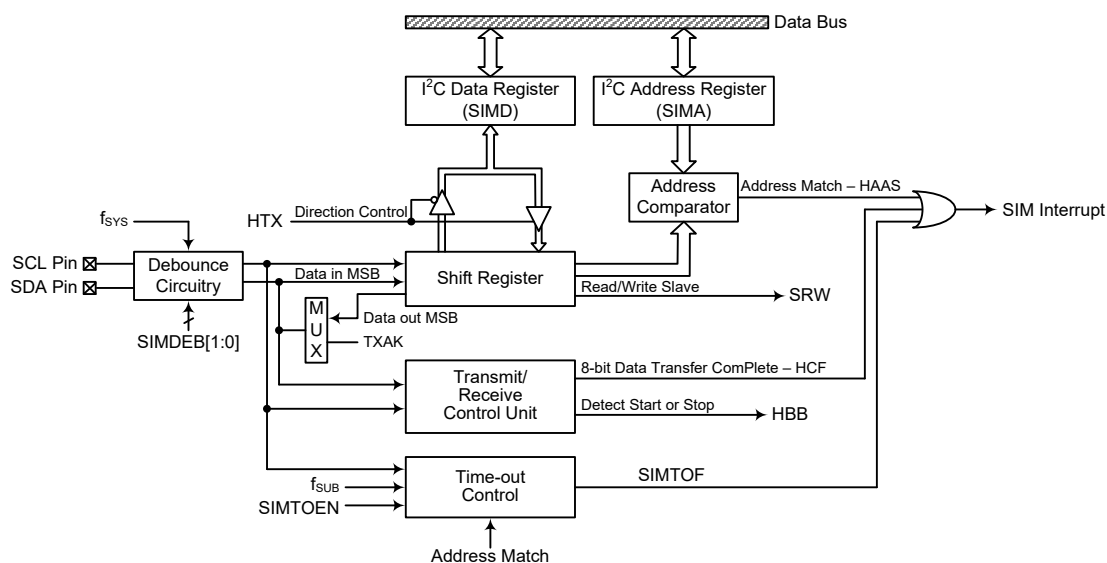 Data Bus
I²C Data Register
(SIMD)
I²C Address Register
(SIMA)
Address
Comparator
Address Match – HAAS
SIM Interrupt
HTX
Direction Control
fSYS
SCL Pin
SDA Pin
Debounce
Circuitry
SIMDEB[1:0]
Data in MSB
Shift Register
Read/Write Slave
SRW
M
U
X
Data out MSB
TXAK
Transmit/
Receive
Control Unit
8-bit Data Transfer ComPlete – HCF
Detect Start or Stop
HBB
Time-out
Control
SIMTOF
fSUB
SIMTOEN
Address Match